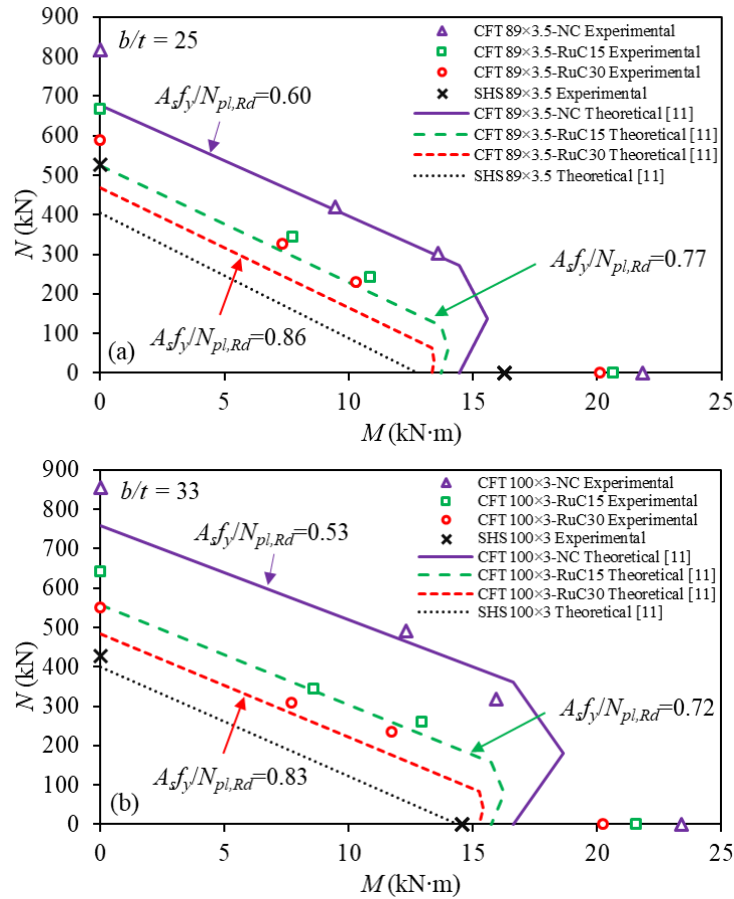 900
800
700
600
500
400
300
200
100
0
N (kN)
b/t = 25
CFT 89×3.5-NC Experimental
CFT 89×3.5-RuC15 Experimental
CFT 89×3.5-RuC30 Experimental
SHS 89×3.5 Experimental
CFT 89×3.5-NC Theoretical [11]
CFT 89×3.5-RuC15 Theoretical [11]
CFT 89×3.5-RuC30 Theoretical [11]
SHS 89×3.5 Theoretical [11]
Asfy/Npl,Rd=0.60
Asfy/Npl,Rd=0.77
Asfy/Npl,Rd=0.86
(a)
0 5 10 15 20 25
M (kN·m)
900
800
700
600
500
400
300
200
100
0
N (kN)
b/t = 33
CFT 100×3-NC Experimental
CFT 100×3-RuC15 Experimental
CFT 100×3-RuC30 Experimental
SHS 100×3 Experimental
CFT 100×3-NC Theoretical [11]
CFT 100×3-RuC15 Theoretical [11]
CFT 100×3-RuC30 Theoretical [11]
SHS 100×3 Theoretical [11]
Asfy/Npl,Rd=0.53
Asfy/Npl,Rd=0.72
Asfy/Npl,Rd=0.83
(b)
0 5 10 15 20 25
M (kN·m)